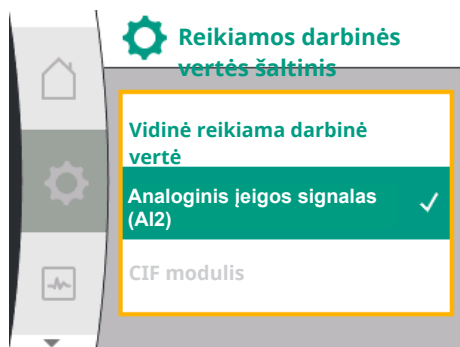 Reikiamos darbinės
vertės šaltinis
Vidinė reikiama darbinė
vertė
Analoginis įeigos signalas
(AI2)
CIF modulis